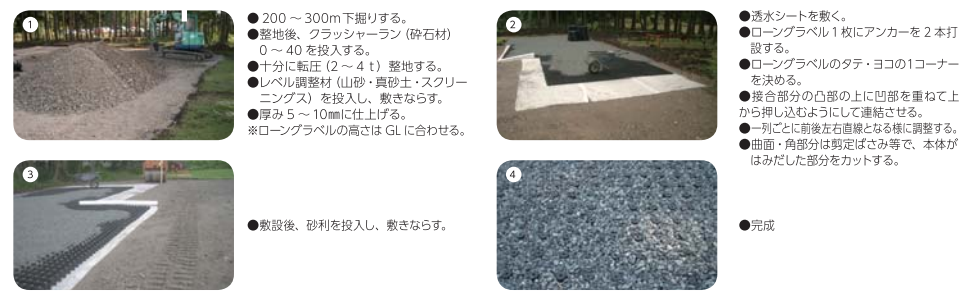 1
●200 ～ 300m下掘りする。
●整地後、クラッシャーラン（砕石材）
0 ～ 40 を投入する。
●十分に転圧（2 ～ 4 t）整地する。
●レベル調整材（山砂・真砂土・スクリー
ニングス）を投入し、敷きならす。
●厚み 5 ～ 10㎜に仕上げる。
※ローングラベルの高さは GL に合わせる。
2
●透水シートを敷く。
●ローングラベル 1 枚にアンカーを 2 本打
設する。
●ローングラベルのタテ・ヨコの1コーナー
を決める。
●接合部分の凸部の上に凹部を重ねて上
から押し込むようにして連結させる。
●一列ごとに前後左右直線となる様に調整する。
●曲面・角部分は剪定ばさみ等で、本体が
はみだした部分をカットする。
3
●敷設後、砂利を投入し、敷きならす。
4
●完成